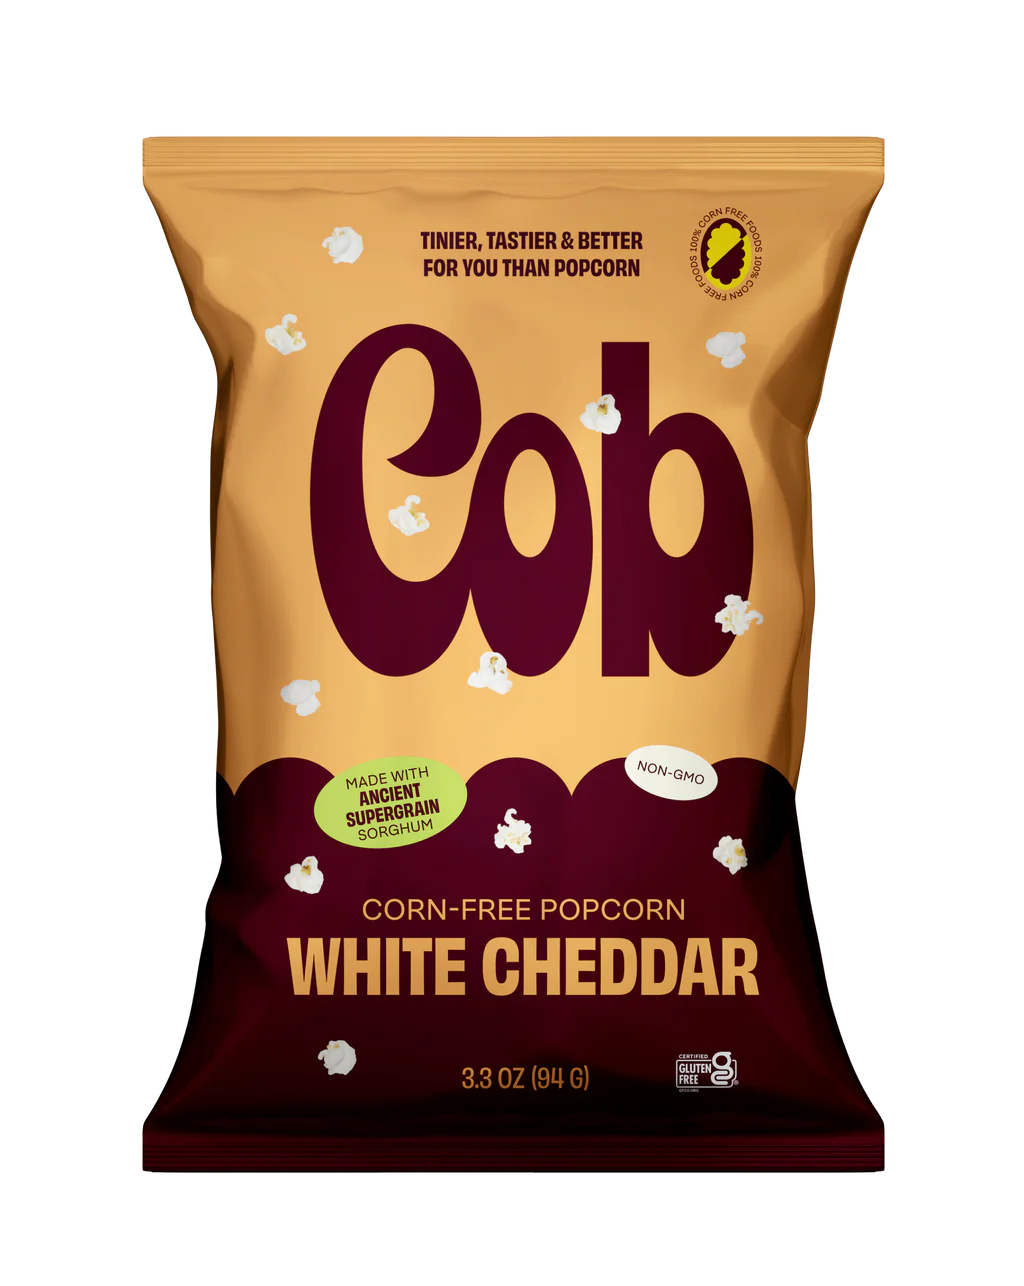 TINIER, TASTIER & BETTER
FOR YOU THAN POPCORN
100% CORN FREE FOODS 100% CORN FREE FOODS
Cob
MADE WITH
ANCIENT
SUPERGRAIN
SORGHUM
NON-GMO
CORN-FREE POPCORN
WHITE CHEDDAR
3.3 OZ (94 G)
CERTIFIED
GLUTEN
FREE
g
®